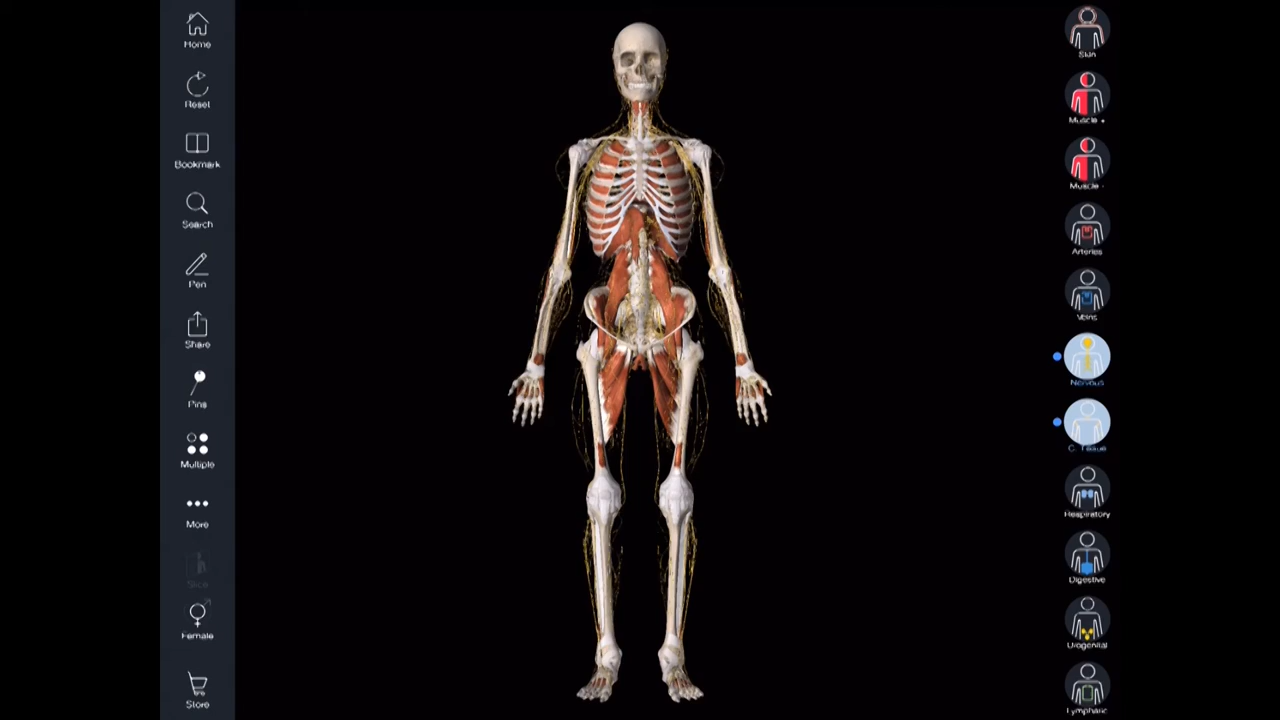 Home
Reset
Bookmark
Search
Pen
Share
Pins
Multiple
More
Slice
Female
Store
Skin
Muscle +
Muscle -
Arteries
Veins
Nervous
C. Tissue
Respiratory
Digestive
Urogenital
Lymphatic